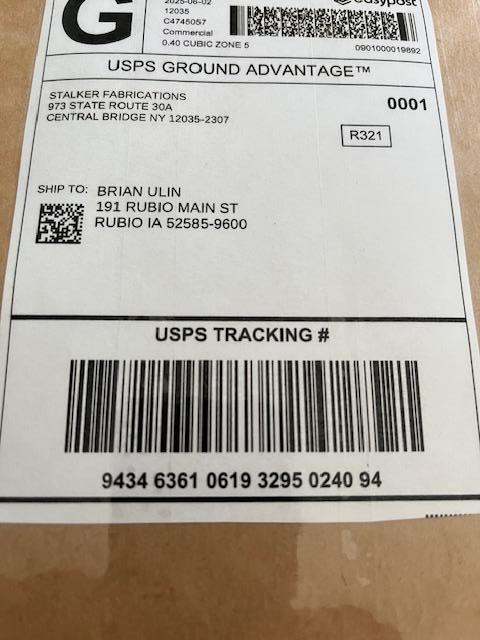 G
2025-06-02
12035
C4745057
Commercial
0.40 CUBIC ZONE 5
easypost
0901000019892
USPS GROUND ADVANTAGE™
STALKER FABRICATIONS
973 STATE ROUTE 30A
CENTRAL BRIDGE NY 12035-2307
0001
R321
SHIP TO: BRIAN ULIN
191 RUBIO MAIN ST
RUBIO IA 52585-9600
USPS TRACKING #
9434 6361 0619 3295 0240 94